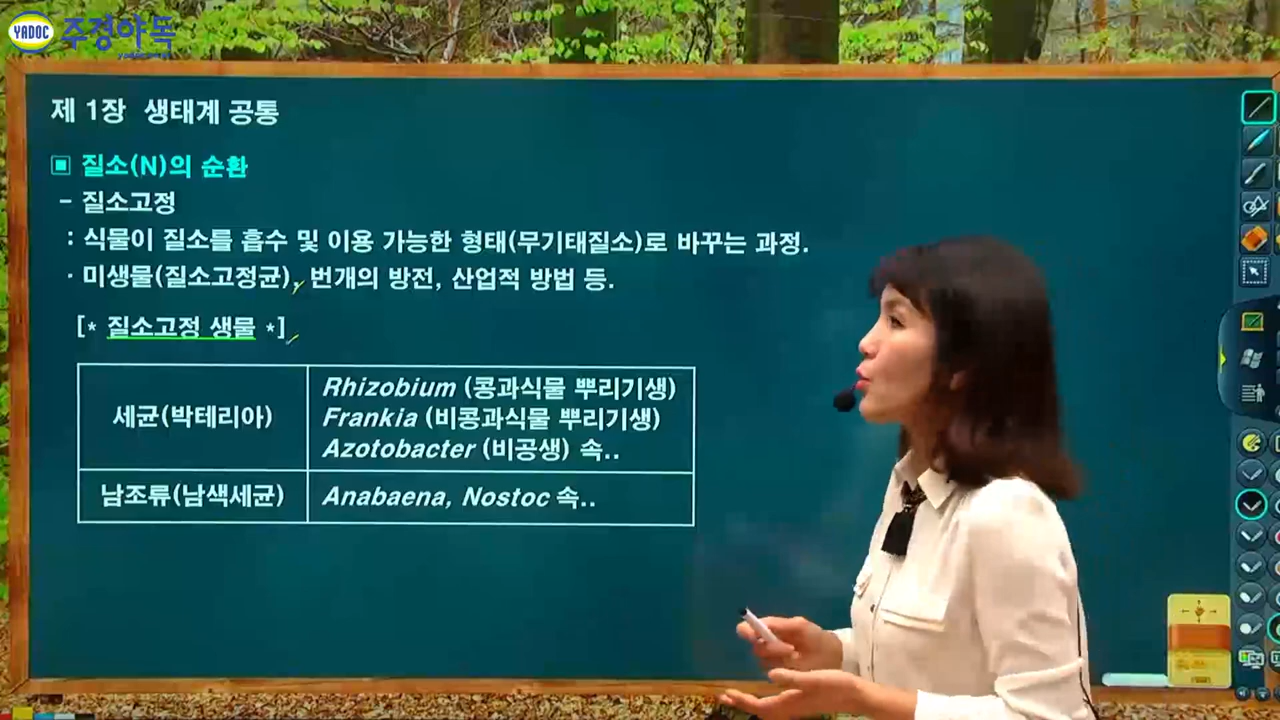 YADOC 주경야독
제 1장 생태계 공통
▣ 질소(N)의 순환
- 질소고정
: 식물이 질소를 흡수 및 이용 가능한 형태(무기태질소)로 바꾸는 과정.
· 미생물(질소고정균), 번개의 방전, 산업적 방법 등.
[* 질소고정 생물 *]
세균(박테리아)
Rhizobium (콩과식물 뿌리기생)
Frankia (비콩과식물 뿌리기생)
Azotobacter (비공생) 속..
남조류(남색세균)
Anabaena, Nostoc 속..